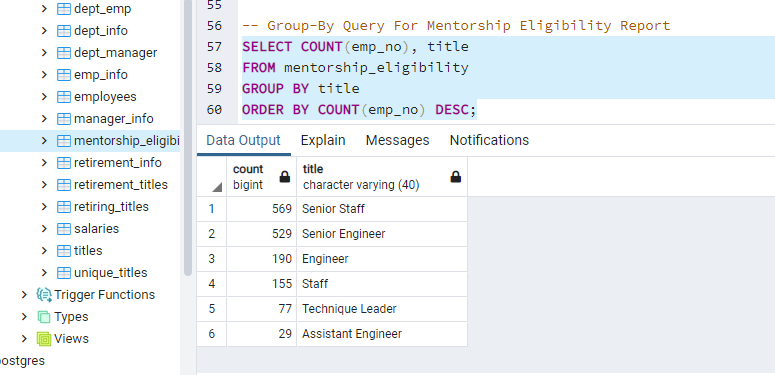 dept_emp
dept_info
dept_manager
emp_info
employees
manager_info
mentorship_eligibi
retirement_info
retirement_titles
retiring_titles
salaries
titles
unique_titles
Trigger Functions
Types
Views
postgres
55
56 -- Group-By Query For Mentorship Eligibility Report
57 SELECT COUNT(emp_no), title
58 FROM mentorship_eligibility
59 GROUP BY title
60 ORDER BY COUNT(emp_no) DESC;
Data Output Explain Messages Notifications
count title
bigint character varying (40)
1 569 Senior Staff
2 529 Senior Engineer
3 190 Engineer
4 155 Staff
5 77 Technique Leader
6 29 Assistant Engineer